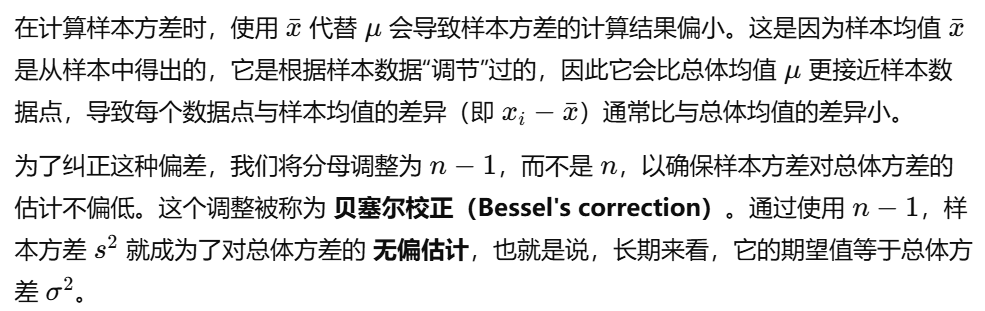 在计算样本方差时，使用 x̄ 代替 μ 会导致样本方差的计算结果偏小。这是因为样本均值 x̄
是从样本中得出的，它是根据样本数据“调节”过的，因此它会比总体均值 μ 更接近样本数
据点，导致每个数据点与样本均值的差异（即 xᵢ − x̄）通常比与总体均值的差异小。
为了纠正这种偏差，我们将分母调整为 n − 1，而不是 n，以确保样本方差对总体方差的
估计不偏低。这个调整被称为 贝塞尔校正（Bessel's correction）。通过使用 n − 1，样
本方差 s² 就成为了对总体方差的 无偏估计，也就是说，长期来看，它的期望值等于总体方
差 σ²。